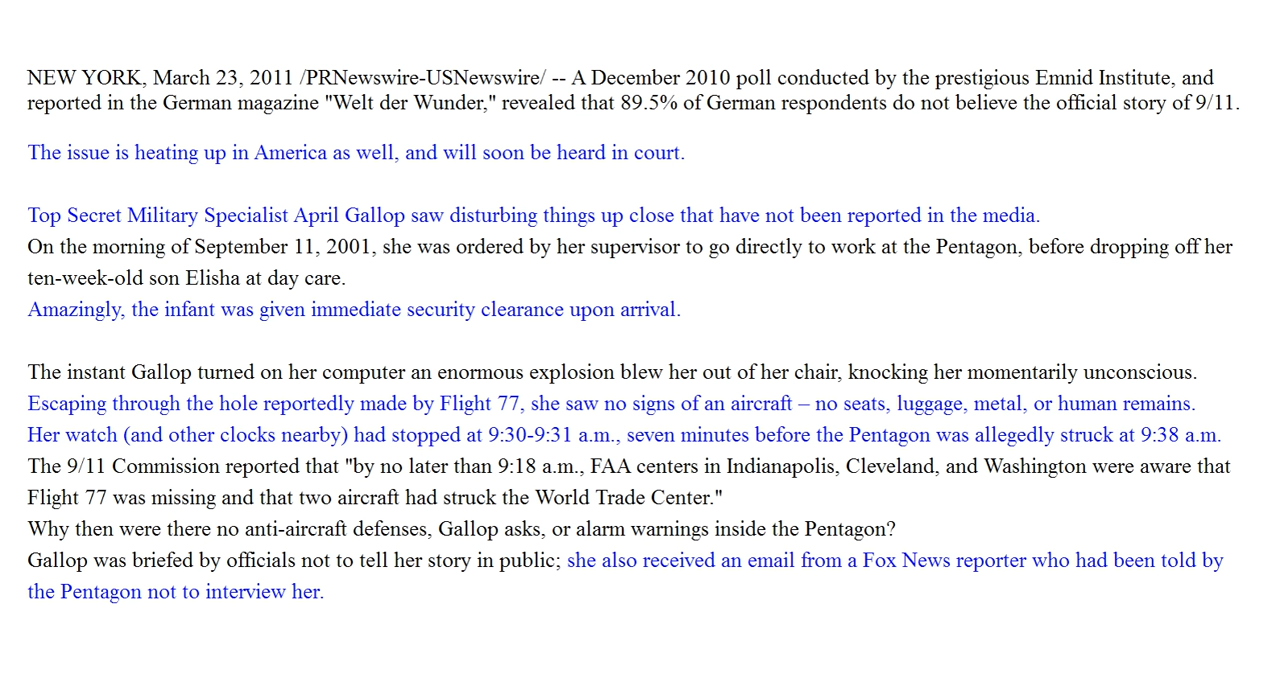 NEW YORK, March 23, 2011 /PRNewswire-USNewswire/ -- A December 2010 poll conducted by the prestigious Emnid Institute, and
reported in the German magazine "Welt der Wunder," revealed that 89.5% of German respondents do not believe the official story of 9/11.
The issue is heating up in America as well, and will soon be heard in court.
Top Secret Military Specialist April Gallop saw disturbing things up close that have not been reported in the media.
On the morning of September 11, 2001, she was ordered by her supervisor to go directly to work at the Pentagon, before dropping off her
ten-week-old son Elisha at day care.
Amazingly, the infant was given immediate security clearance upon arrival.
The instant Gallop turned on her computer an enormous explosion blew her out of her chair, knocking her momentarily unconscious.
Escaping through the hole reportedly made by Flight 77, she saw no signs of an aircraft – no seats, luggage, metal, or human remains.
Her watch (and other clocks nearby) had stopped at 9:30-9:31 a.m., seven minutes before the Pentagon was allegedly struck at 9:38 a.m.
The 9/11 Commission reported that "by no later than 9:18 a.m., FAA centers in Indianapolis, Cleveland, and Washington were aware that
Flight 77 was missing and that two aircraft had struck the World Trade Center."
Why then were there no anti-aircraft defenses, Gallop asks, or alarm warnings inside the Pentagon?
Gallop was briefed by officials not to tell her story in public; she also received an email from a Fox News reporter who had been told by
the Pentagon not to interview her.